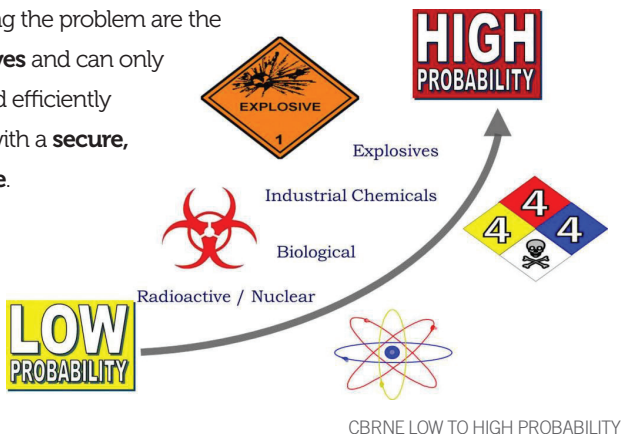 ng the problem are the
ves and can only
d efficiently
vith a secure,
e.
HIGH
PROBABILITY
EXPLOSIVE
1
Explosives
Industrial Chemicals
4
4 4
Biological
Radioactive / Nuclear
LOW
PROBABILITY
CBRNE LOW TO HIGH PROBABILITY